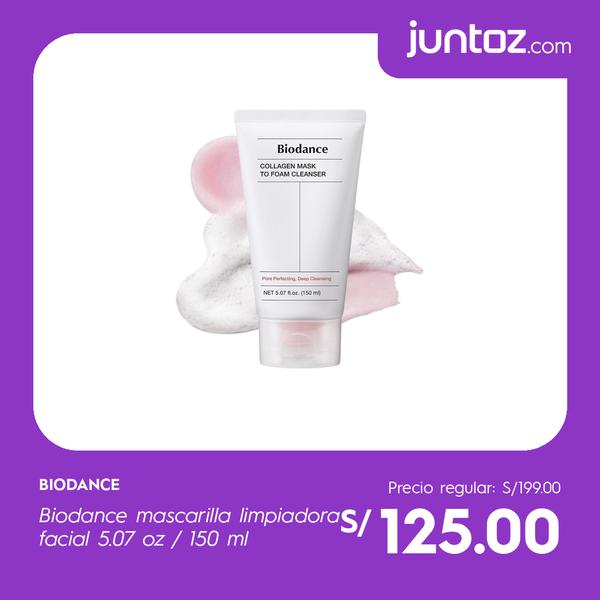 juntoz.com
Biodance
COLLAGEN MASK
TO FOAM CLEANSER
Pore Perfecting, Deep Cleansing
NET 5.07 fl.oz. (150 ml)
BIODANCE
Biodance mascarilla limpiadora
facial 5.07 oz / 150 ml
Precio regular: S/199.00
S/125.00